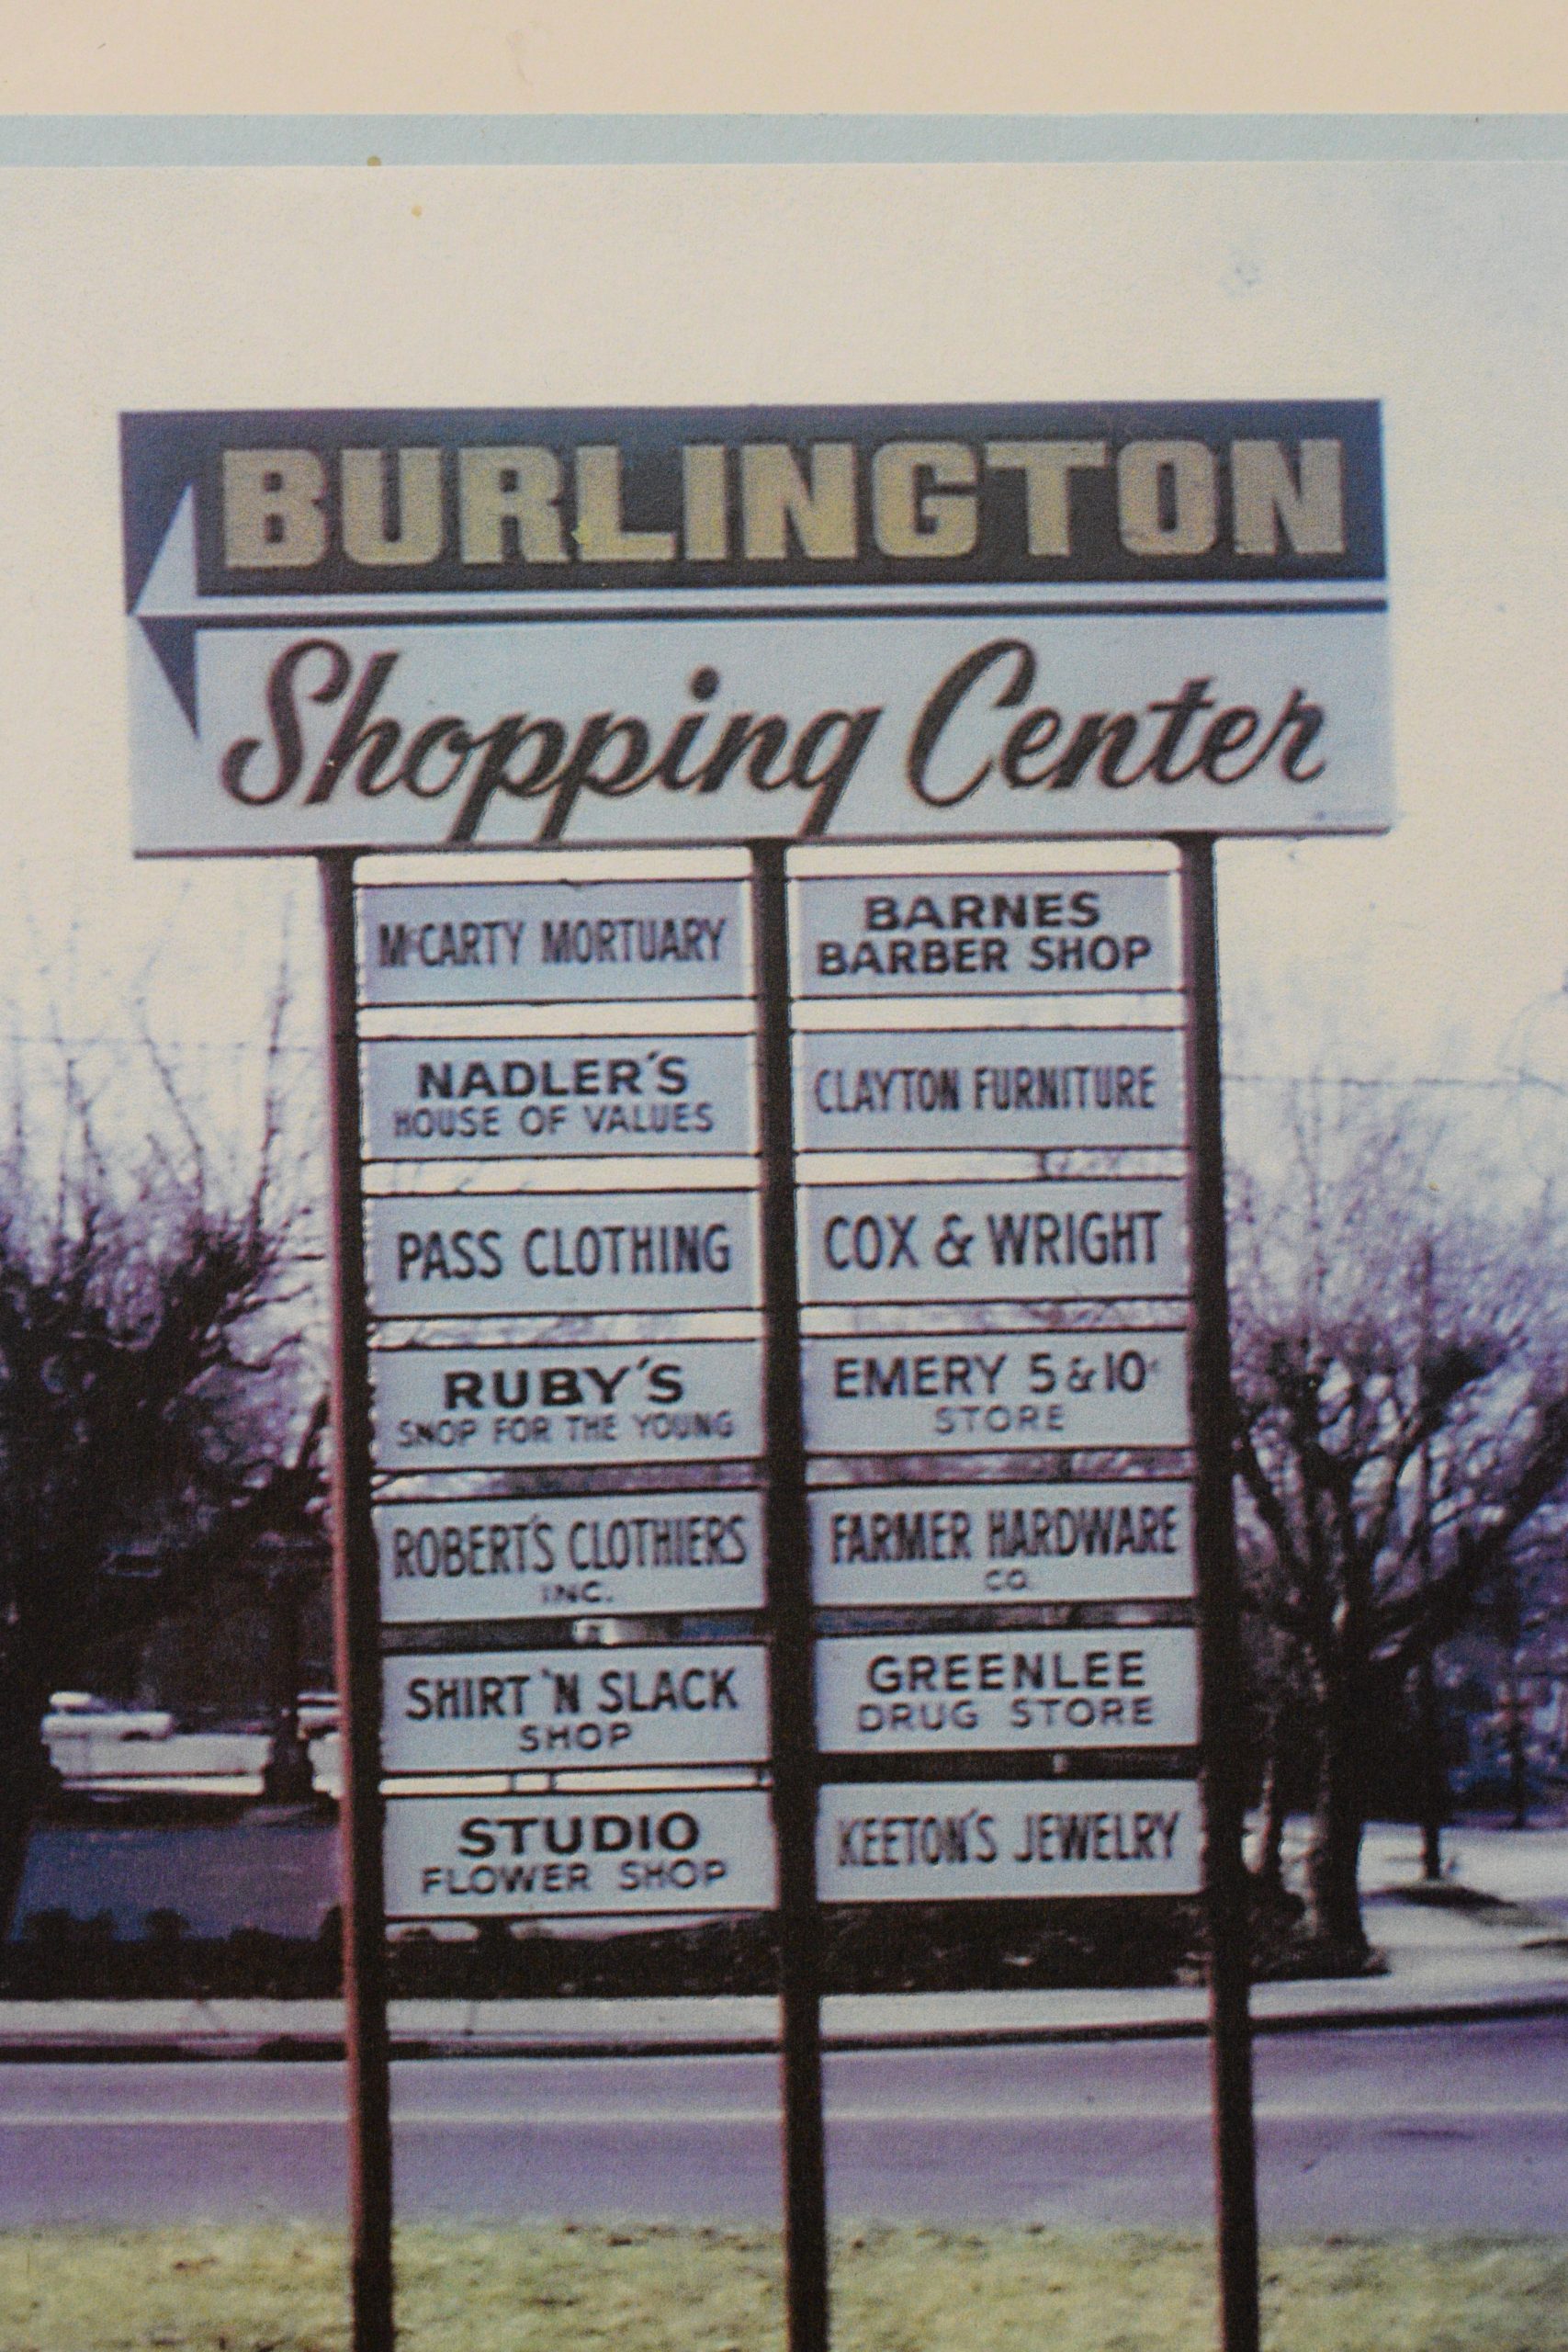 BURLINGTON
Shopping Center
McCARTY MORTUARY
NADLER'S
HOUSE OF VALUES
PASS CLOTHING
RUBY'S
SHOP FOR THE YOUNG
ROBERT'S CLOTHIERS
INC.
SHIRT 'N SLACK
SHOP
STUDIO
FLOWER SHOP
BARNES
BARBER SHOP
CLAYTON FURNITURE
COX & WRIGHT
EMERY 5 & 10¢
STORE
FARMER HARDWARE
CO.
GREENLEE
DRUG STORE
KEETON'S JEWELRY